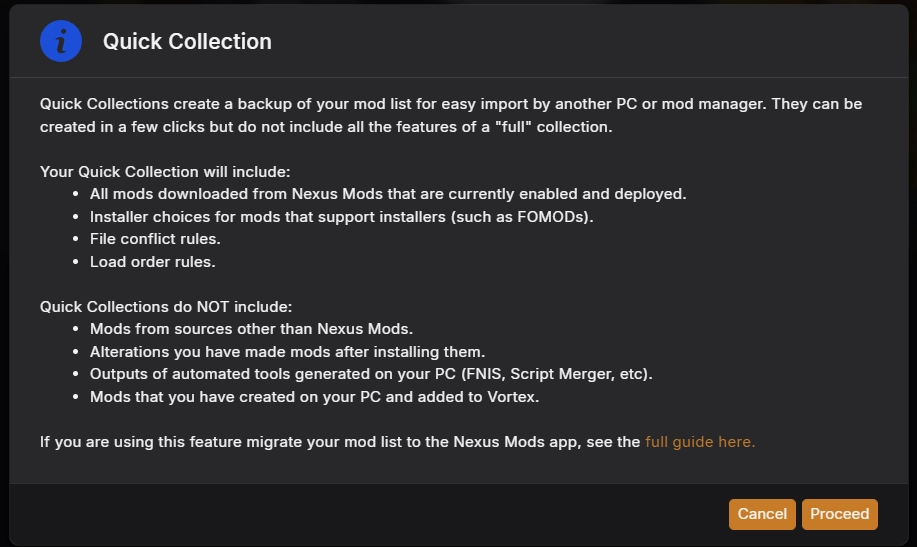 Quick Collection
Quick Collections create a backup of your mod list for easy import by another PC or mod manager. They can be
created in a few clicks but do not include all the features of a "full" collection.
Your Quick Collection will include:
• All mods downloaded from Nexus Mods that are currently enabled and deployed.
• Installer choices for mods that support installers (such as FOMODs).
• File conflict rules.
• Load order rules.
Quick Collections do NOT include:
• Mods from sources other than Nexus Mods.
• Alterations you have made mods after installing them.
• Outputs of automated tools generated on your PC (FNIS, Script Merger, etc).
• Mods that you have created on your PC and added to Vortex.
If you are using this feature migrate your mod list to the Nexus Mods app, see the full guide here.
Cancel Proceed